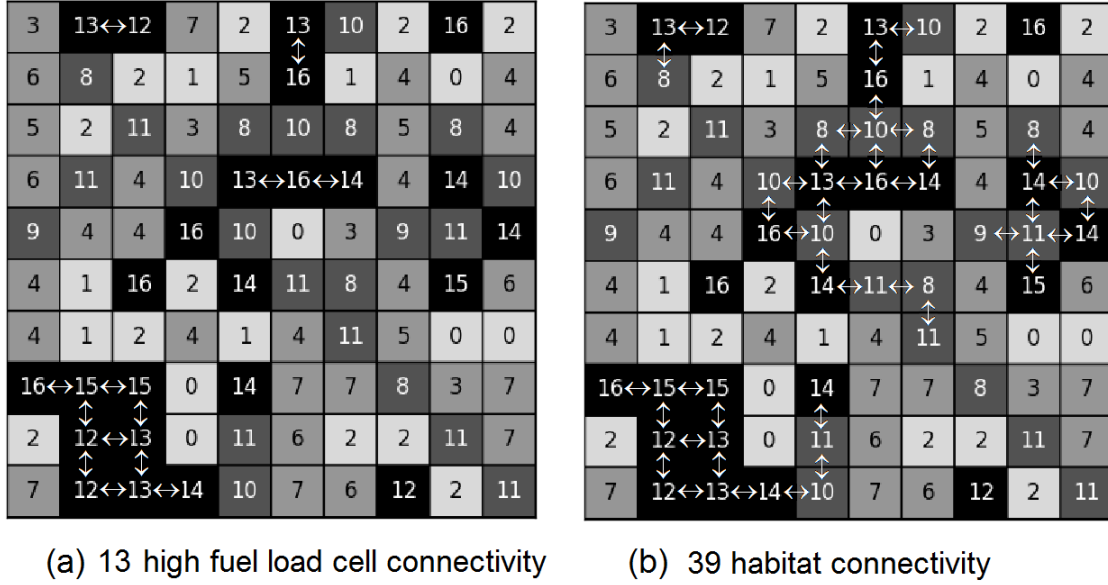 3 13 12 7 2 13 10 2 16 2
6 8 2 1 5 16 1 4 0 4
5 2 11 3 8 10 8 5 8 4
6 11 4 10 13 16 14 4 14 10
9 4 4 16 10 0 3 9 11 14
4 1 16 2 14 11 8 4 15 6
4 1 2 4 1 4 11 5 0 0
16 15 15 0 14 7 7 8 3 7
2 12 13 0 11 6 2 2 11 7
7 12 13 14 10 7 6 12 2 11
(a) 13 high fuel load cell connectivity
3 13 12 7 2 13 10 2 16 2
6 8 2 1 5 16 1 4 0 4
5 2 11 3 8 10 8 5 8 4
6 11 4 10 13 16 14 4 14 10
9 4 4 16 10 0 3 9 11 14
4 1 16 2 14 11 8 4 15 6
4 1 2 4 1 4 11 5 0 0
16 15 15 0 14 7 7 8 3 7
2 12 13 0 11 6 2 2 11 7
7 12 13 14 10 7 6 12 2 11
(b) 39 habitat connectivity